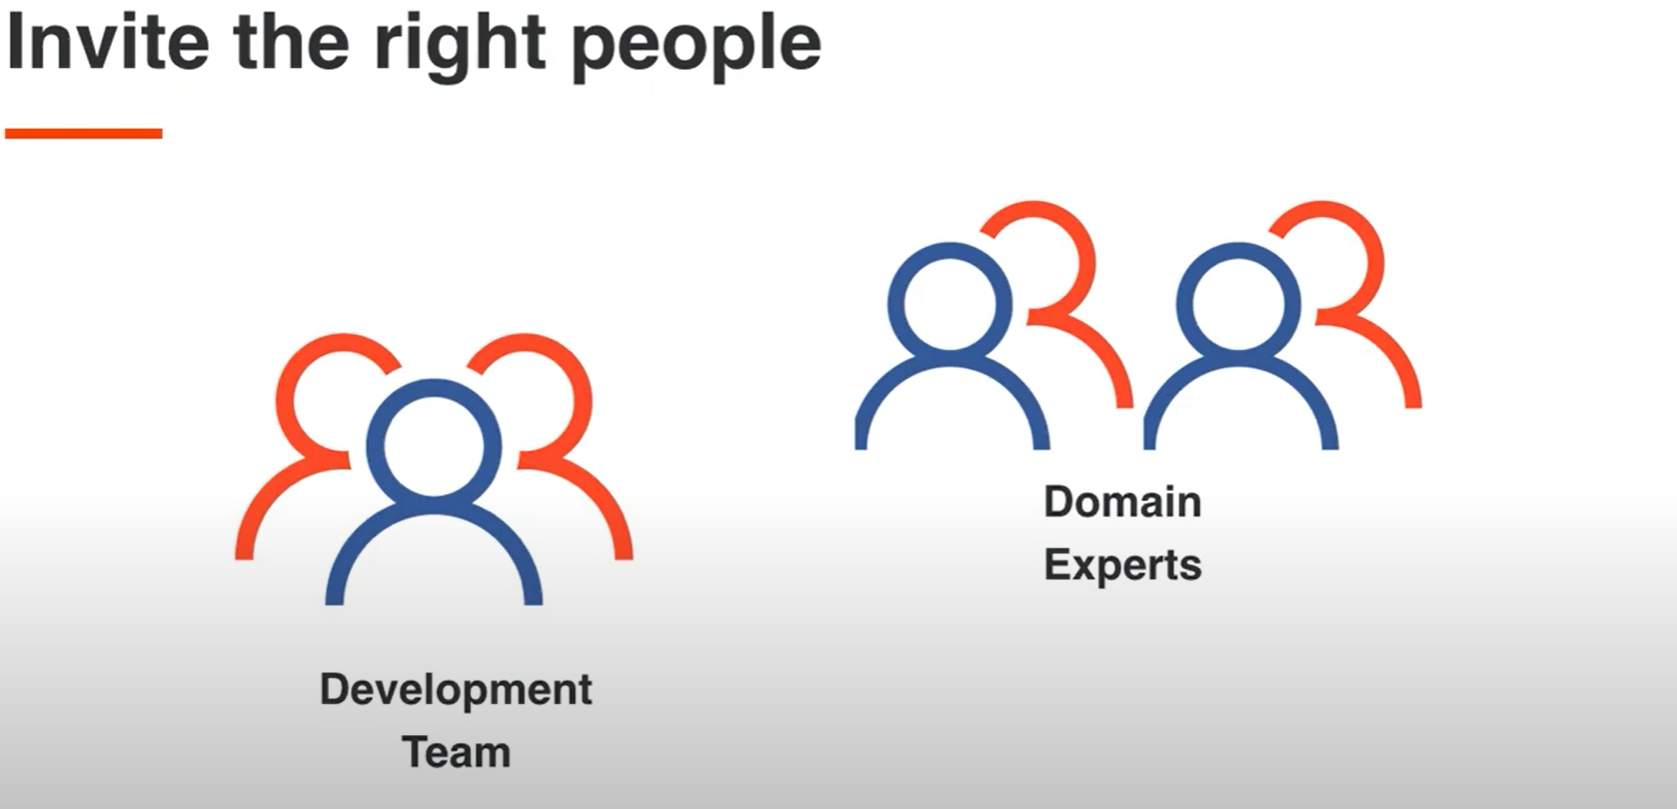 Invite the right people
Domain
Experts
Development
Team